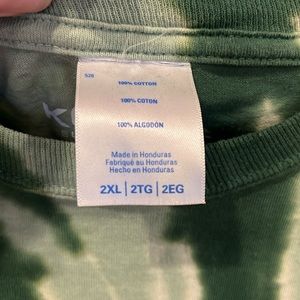 526
100% COTTON
100% COTON
100% ALGODÓN
Made in Honduras
Fabriqué au Honduras
Hecho en Honduras
2XL | 2TG | 2EG